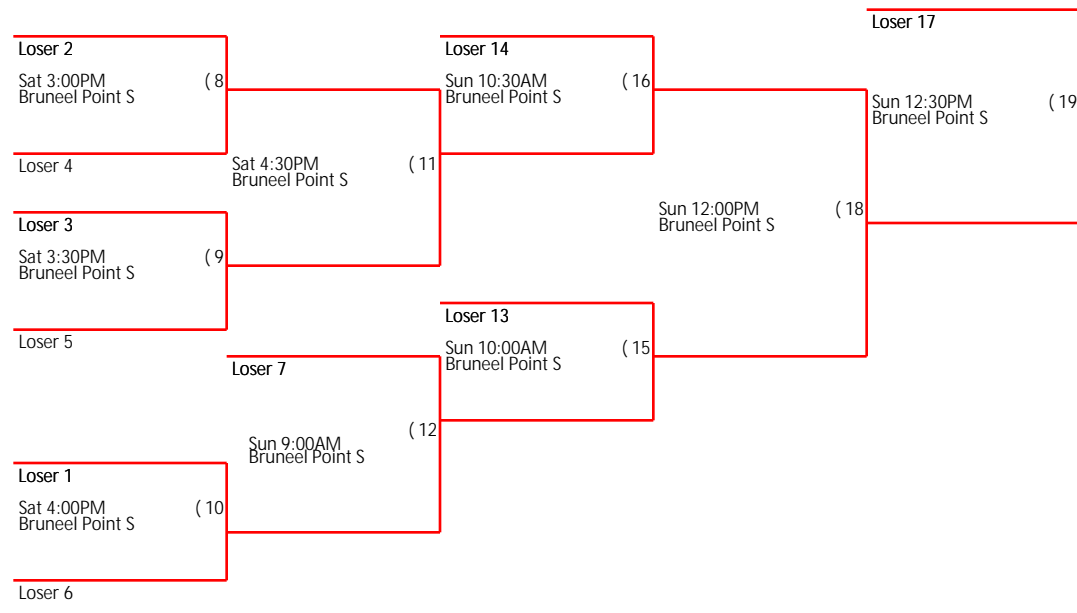 Loser 17
Loser 2
Loser 14
Sat 3:00PM
Bruneel Point S
( 8
Sun 10:30AM
Bruneel Point S
( 16
Sun 12:30PM
Bruneel Point S
( 19
Loser 4
Sat 4:30PM
Bruneel Point S
( 11
Loser 3
Sun 12:00PM
Bruneel Point S
( 18
Sat 3:30PM
Bruneel Point S
( 9
Loser 13
Loser 5
Sun 10:00AM
Bruneel Point S
( 15
Loser 7
Sun 9:00AM
Bruneel Point S
( 12
Loser 1
Sat 4:00PM
Bruneel Point S
( 10
Loser 6